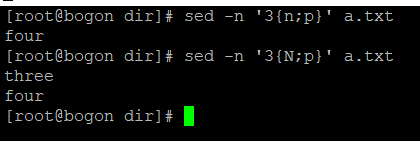 [root@bogon dir]# sed -n '3{n;p}' a.txt
four
[root@bogon dir]# sed -n '3{N;p}' a.txt
three
four
[root@bogon dir]#